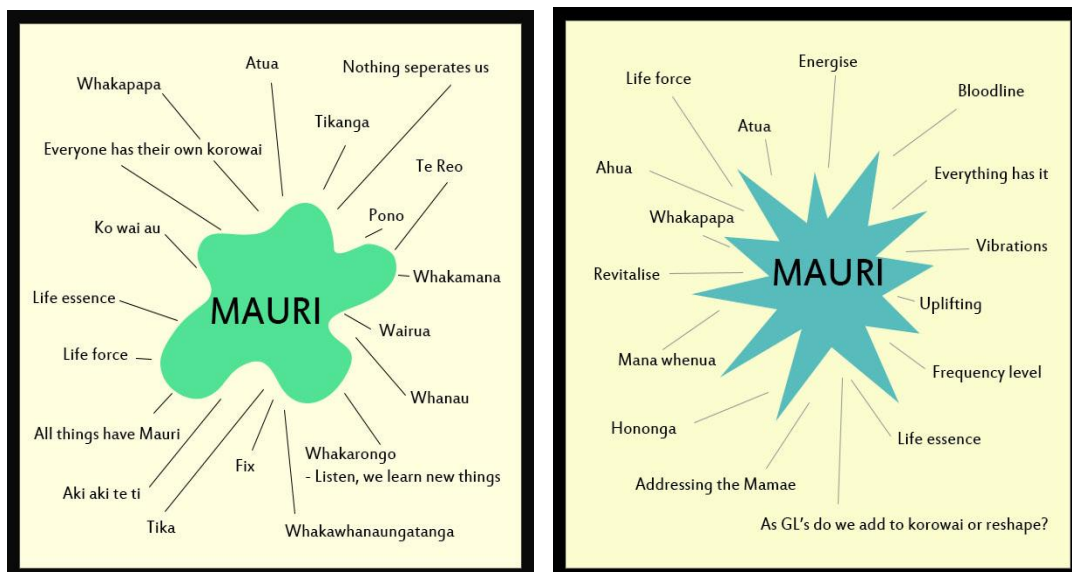 Atua
Nothing seperates us
Whakapapa
Tikanga
Everyone has their own korowai
Te Reo
Pono
Ko wai au
Whakamana
Life essence
MAURI
Wairua
Life force
Whanau
All things have Mauri
Whakarongo
- Listen, we learn new things
Fix
Aki aki te ti
Tika
Whakawhanaungatanga
Energise
Life force
Bloodline
Atua
Ahua
Everything has it
Whakapapa
Vibrations
MAURI
Revitalise
Uplifting
Mana whenua
Frequency level
Hononga
Life essence
Addressing the Mamae
As GL's do we add to korowai or reshape?